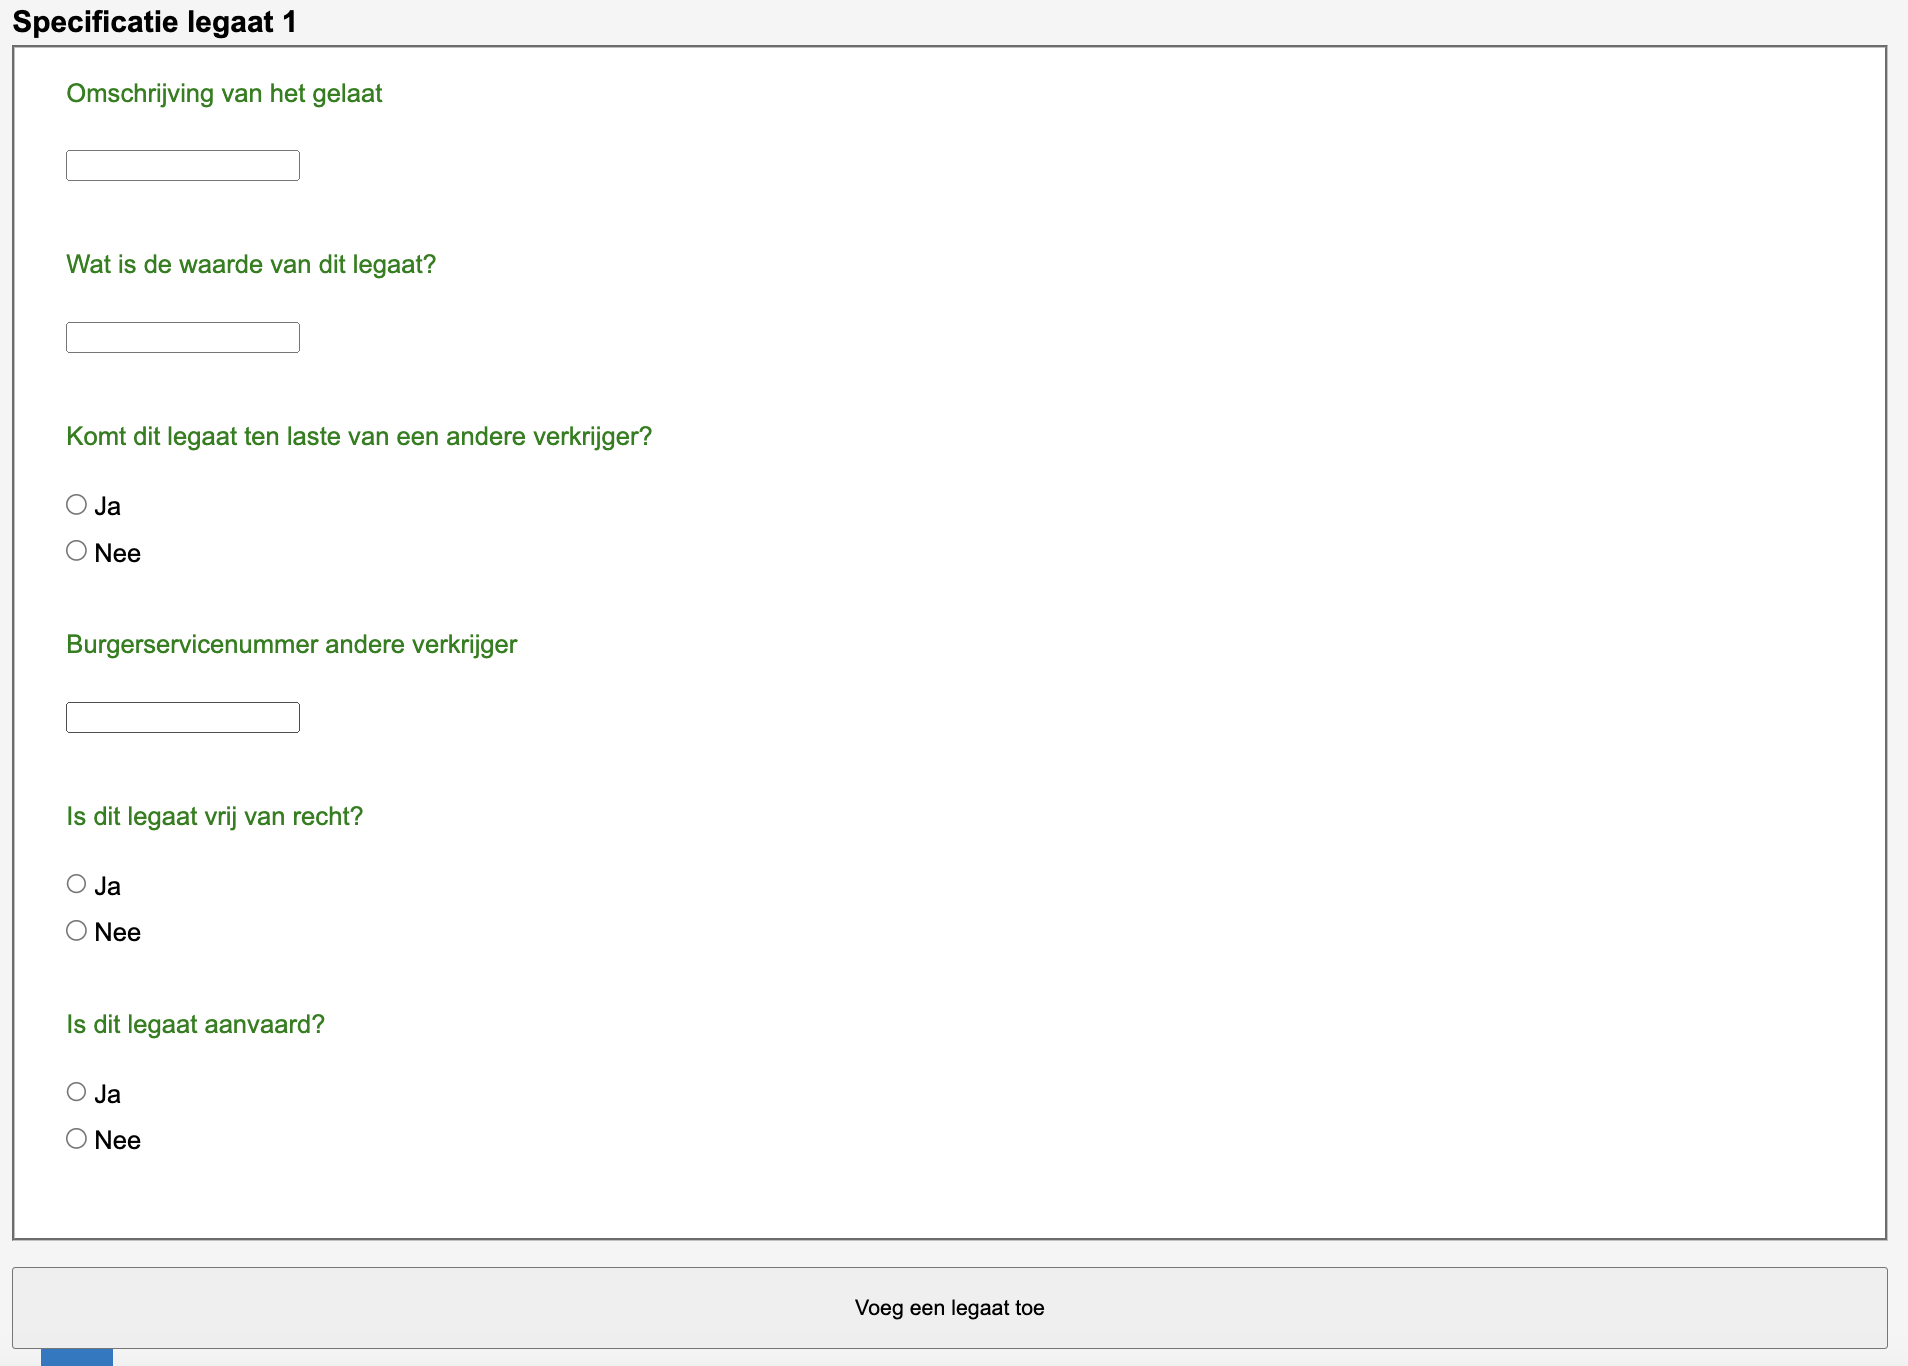 Specificatie legaat 1
Omschrijving van het gelaat
Wat is de waarde van dit legaat?
Komt dit legaat ten laste van een andere verkrijger?
Ja
Nee
Burgerservicenummer andere verkrijger
Is dit legaat vrij van recht?
Ja
Nee
Is dit legaat aanvaard?
Ja
Nee
Voeg een legaat toe